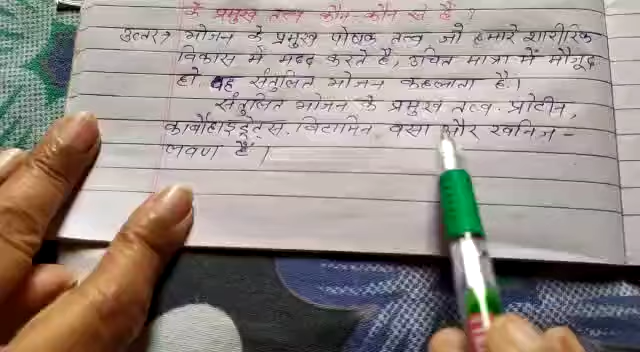 के प्रमुख तत्व कौन-कौन से हैं ?
उत्तर→ भोजन के प्रमुख पोषक तत्व जो हमारे शारीरिक
विकास में मदद करते है, उचित मात्रा में मौजूद
हो, वह संतुलित भोजन कहलाता है।
संतुलित भोजन के प्रमुख तत्व प्रोटीन,
कार्बोहाइड्रेट्स, विटामिन वसा और खनिज-
लवण हैं।